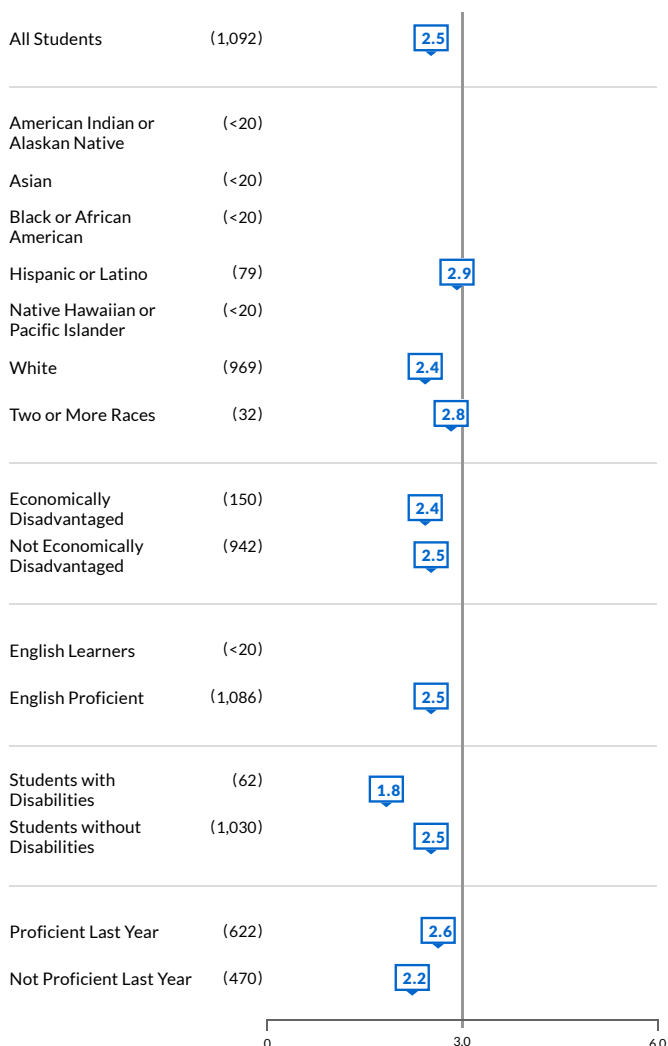 All Students (1,092) 2.5
American Indian or (<20)
Alaskan Native
Asian (<20)
Black or African (<20)
American
Hispanic or Latino (79) 2.9
Native Hawaiian or (<20)
Pacific Islander
White (969) 2.4
Two or More Races (32) 2.8
Economically (150) 2.4
Disadvantaged
Not Economically (942) 2.5
Disadvantaged
English Learners (<20)
English Proficient (1,086) 2.5
Students with (62) 1.8
Disabilities
Students without (1,030) 2.5
Disabilities
Proficient Last Year (622) 2.6
Not Proficient Last Year (470) 2.2
0 3.0 6.0